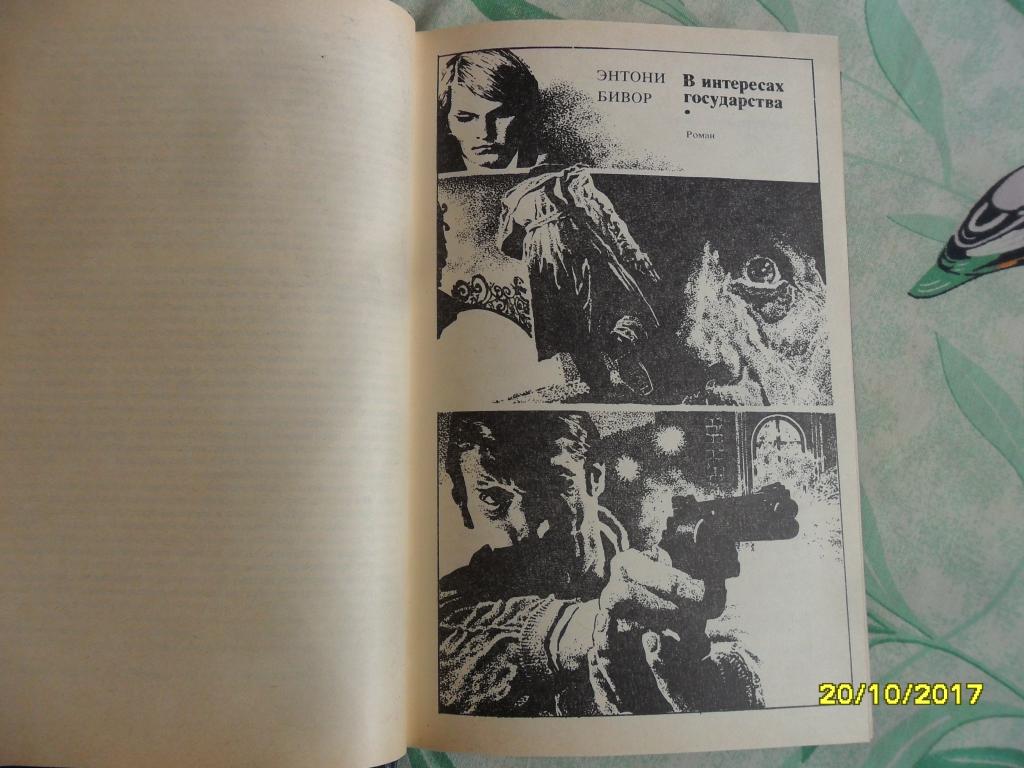 ЭНТОНИ
БИВОР
В интересах
государства
Роман
20/10/2017